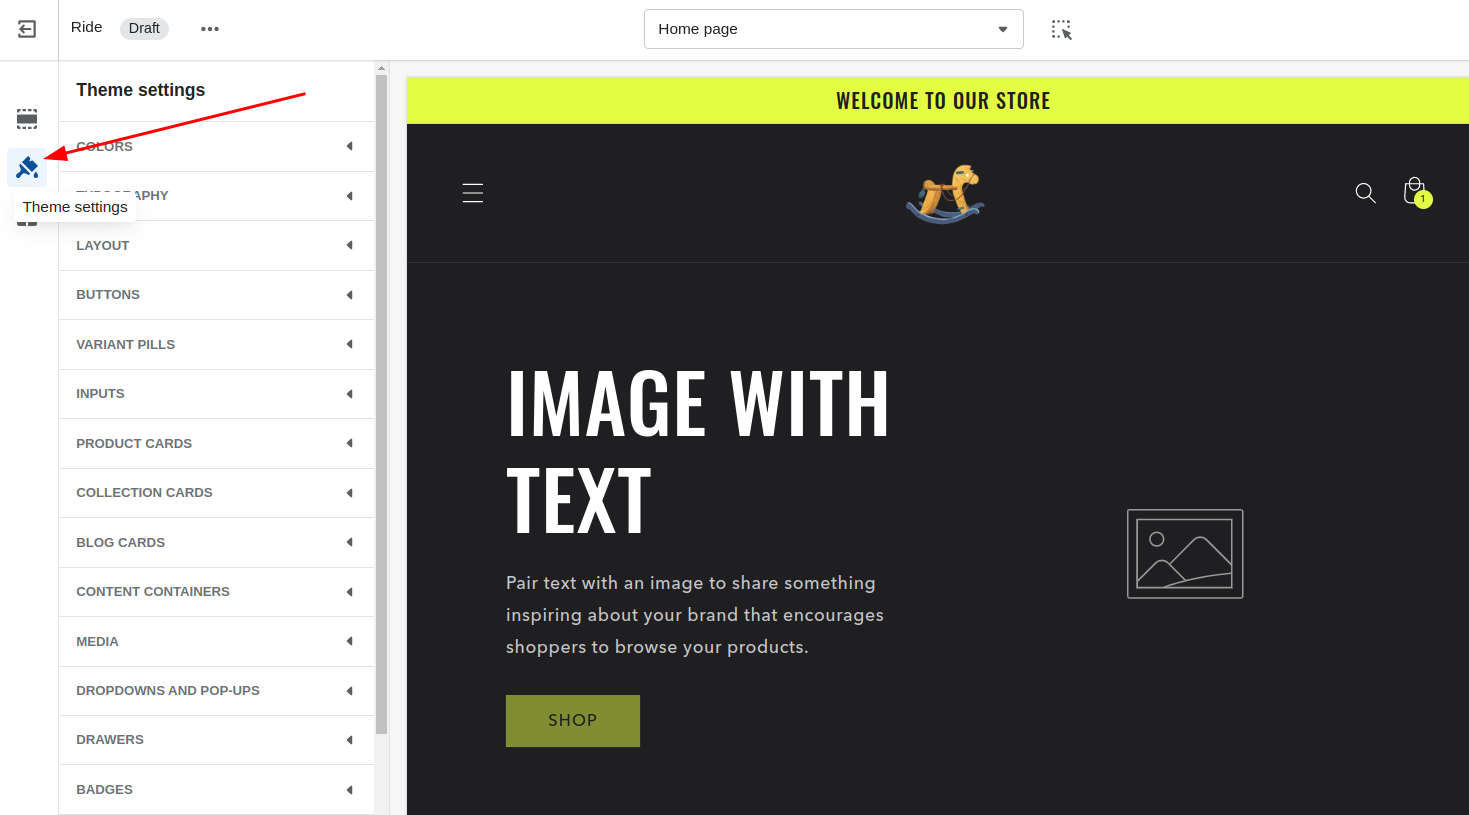 Ride
Draft
Home page
Theme settings
COLORS
TYPOGRAPHY
Theme settings
LAYOUT
BUTTONS
VARIANT PILLS
INPUTS
PRODUCT CARDS
COLLECTION CARDS
BLOG CARDS
CONTENT CONTAINERS
MEDIA
DROPDOWNS AND POP-UPS
DRAWERS
BADGES
WELCOME TO OUR STORE
1
IMAGE WITH
TEXT
Pair text with an image to share something
inspiring about your brand that encourages
shoppers to browse your products.
SHOP